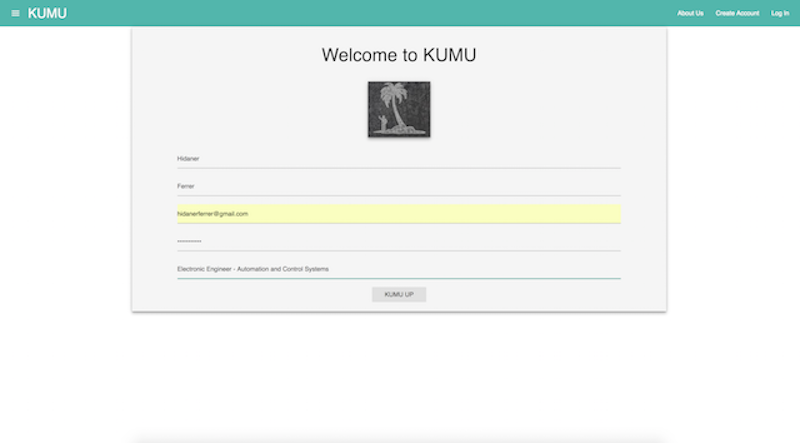 KUMU
About Us
Create Account
Log In
Welcome to KUMU
Hidaner
Ferrer
hidanerferrer@gmail.com
Electronic Engineer - Automation and Control Systems
KUMU UP